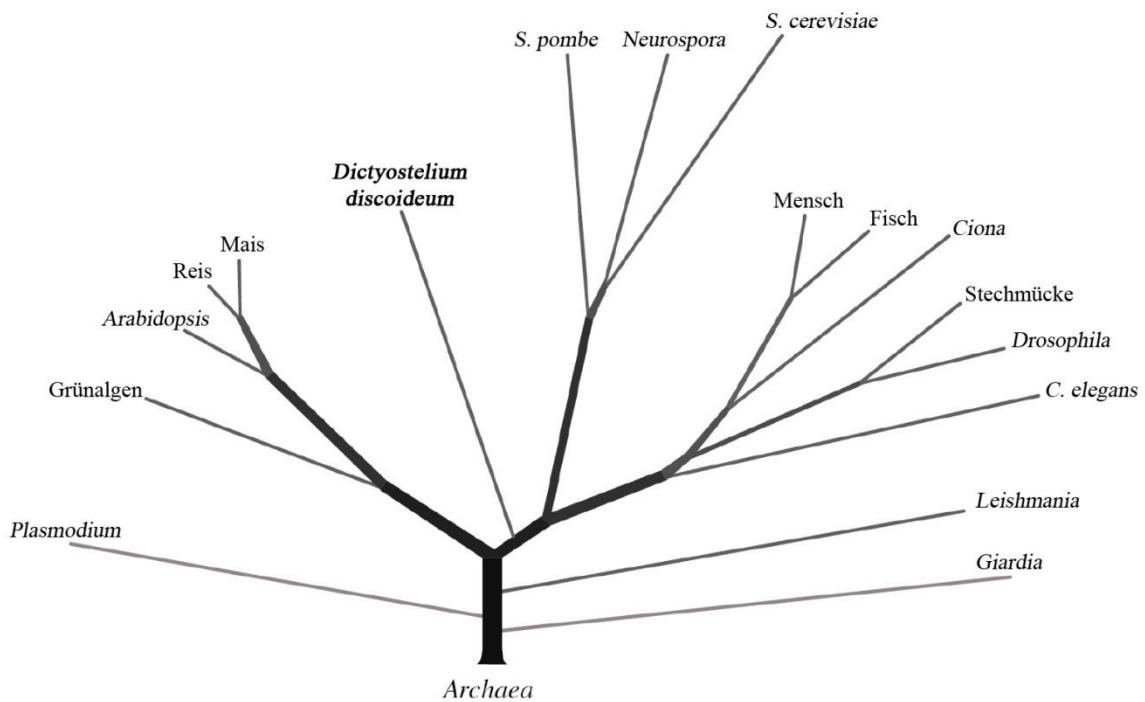 S. cerevisiae
S. pombe
Neurospora
Dictyostelium
discoideum
Mensch
Fisch
Ciona
Mais
Reis
Stechmücke
Arabidopsis
Drosophila
Grünalgen
C. elegans
Leishmania
Plasmodium
Giardia
Archaea